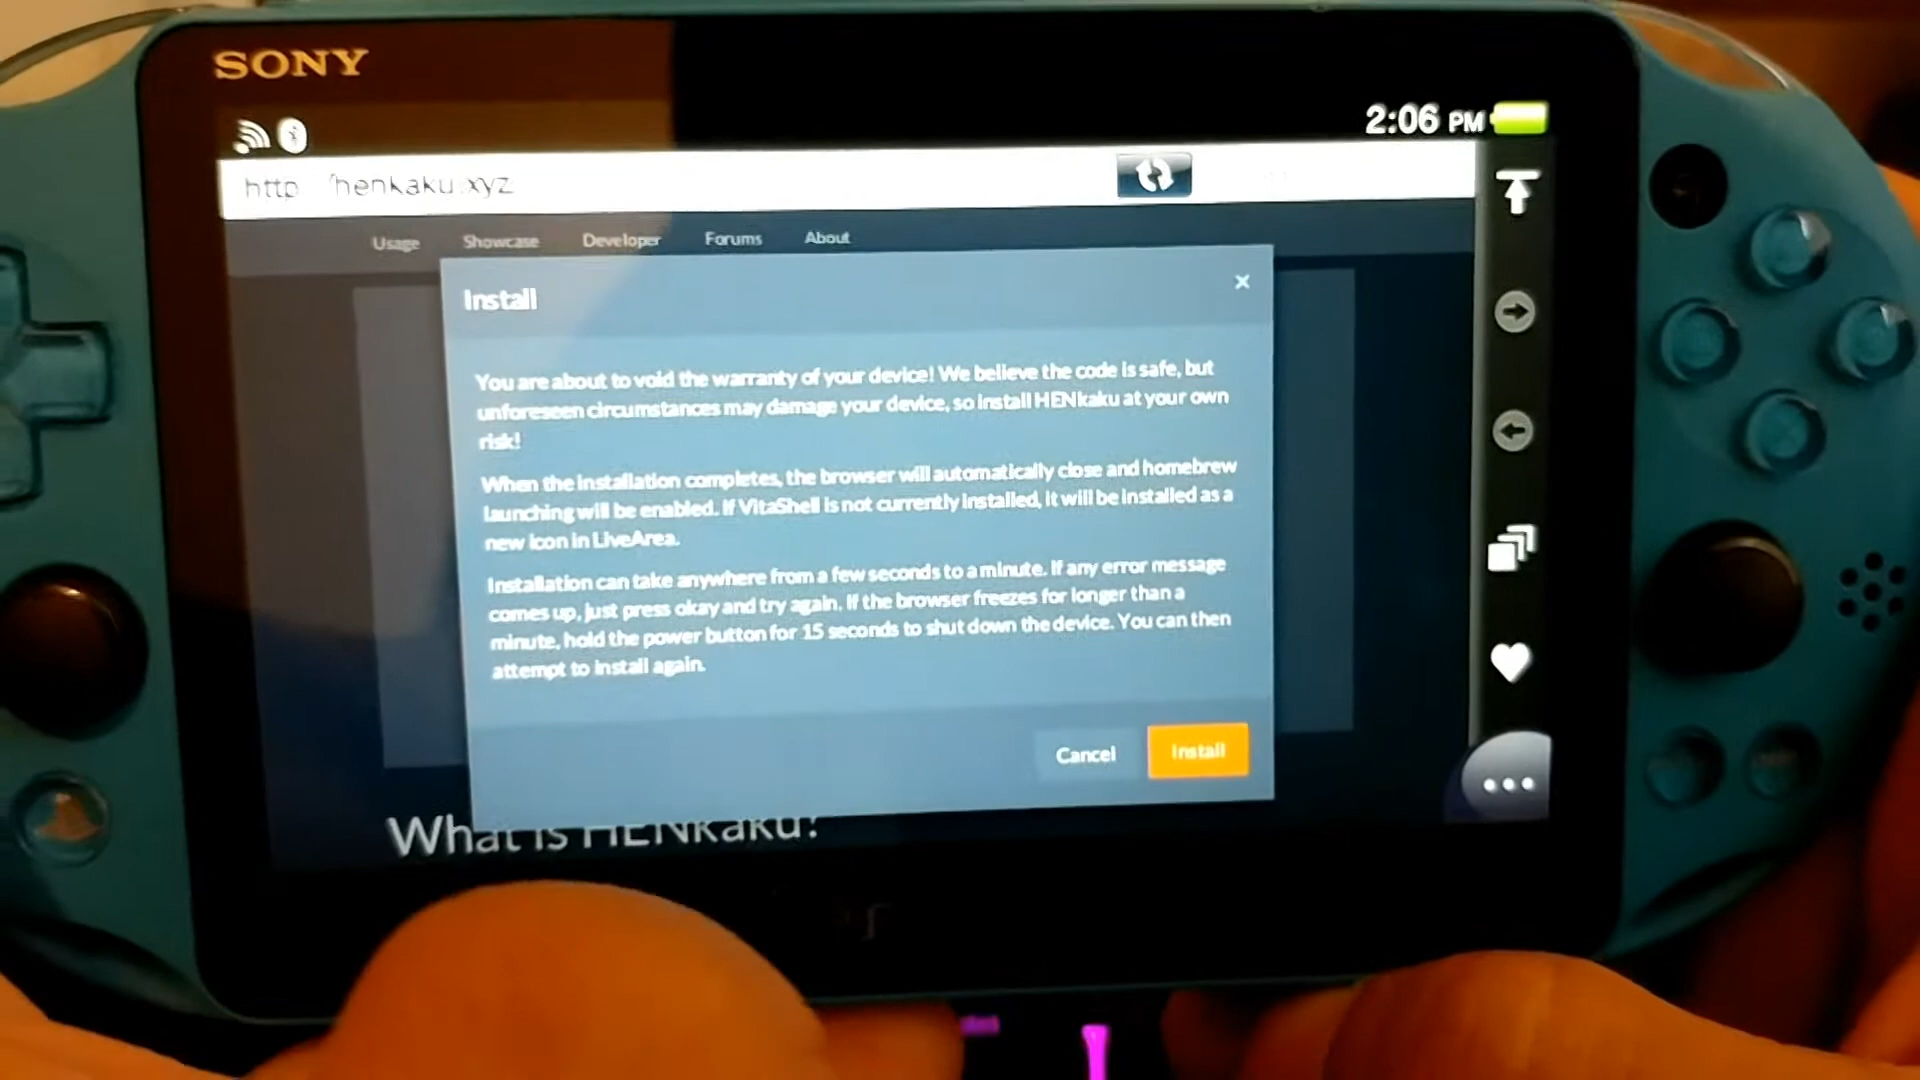 SONY
2:06 PM
http henkaku.xyz
Usage Showcase Developer Forums About
Install
You are about to void the warranty of your device! We believe the code is safe, but
unforeseen circumstances may damage your device, so install HENkaku at your own
risk!
When the installation completes, the browser will automatically close and homebrew
launching will be enabled. If VitaShell is not currently installed, it will be installed as a
new icon in LiveArea.
Installation can take anywhere from a few seconds to a minute. If any error message
comes up, just press okay and try again. If the browser freezes for longer than a
minute, hold the power button for 15 seconds to shut down the device. You can then
attempt to install again.
Cancel Install
What is HENkaku?